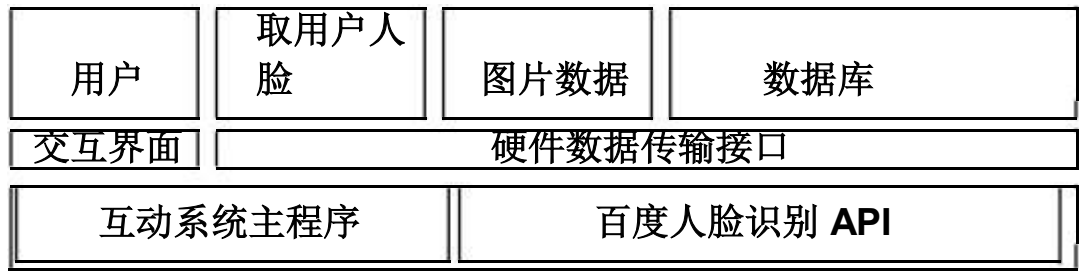 用户
取用户人
脸
图片数据
数据库
交互界面
硬件数据传输接口
互动系统主程序
百度人脸识别 API